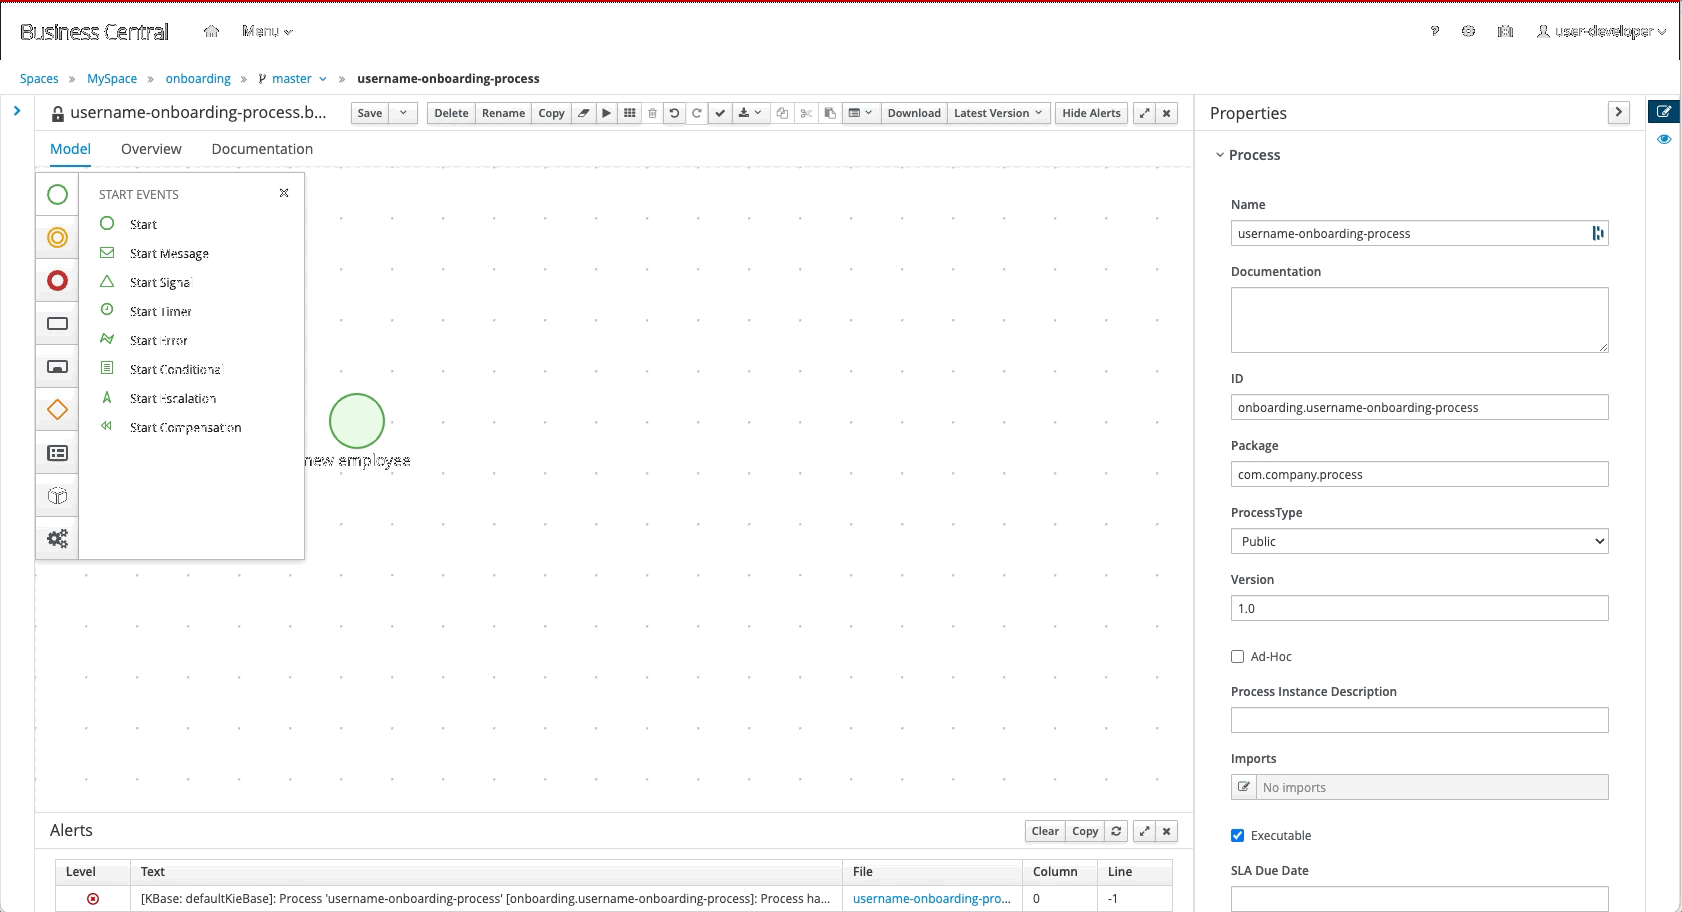 Business Central Menu user-developer
Spaces » MySpace » onboarding » master » username-onboarding-process
username-onboarding-process.b... Save Delete Rename Copy Download Latest Version Hide Alerts
Model Overview Documentation
START EVENTS
Start
Start Message
Start Signal
Start Timer
Start Error
Start Conditional
Start Escalation
Start Compensation
new employee
Properties
Process
Name
username-onboarding-process
Documentation
ID
onboarding.username-onboarding-process
Package
com.company.process
ProcessType
Public
Version
1.0
Ad-Hoc
Process Instance Description
Imports
No imports
Executable
SLA Due Date
Alerts Clear Copy
Level Text File Column Line
[KBase: defaultKieBase]: Process 'username-onboarding-process' [onboarding.username-onboarding-process]: Process ha... username-onboarding-pro... 0 -1